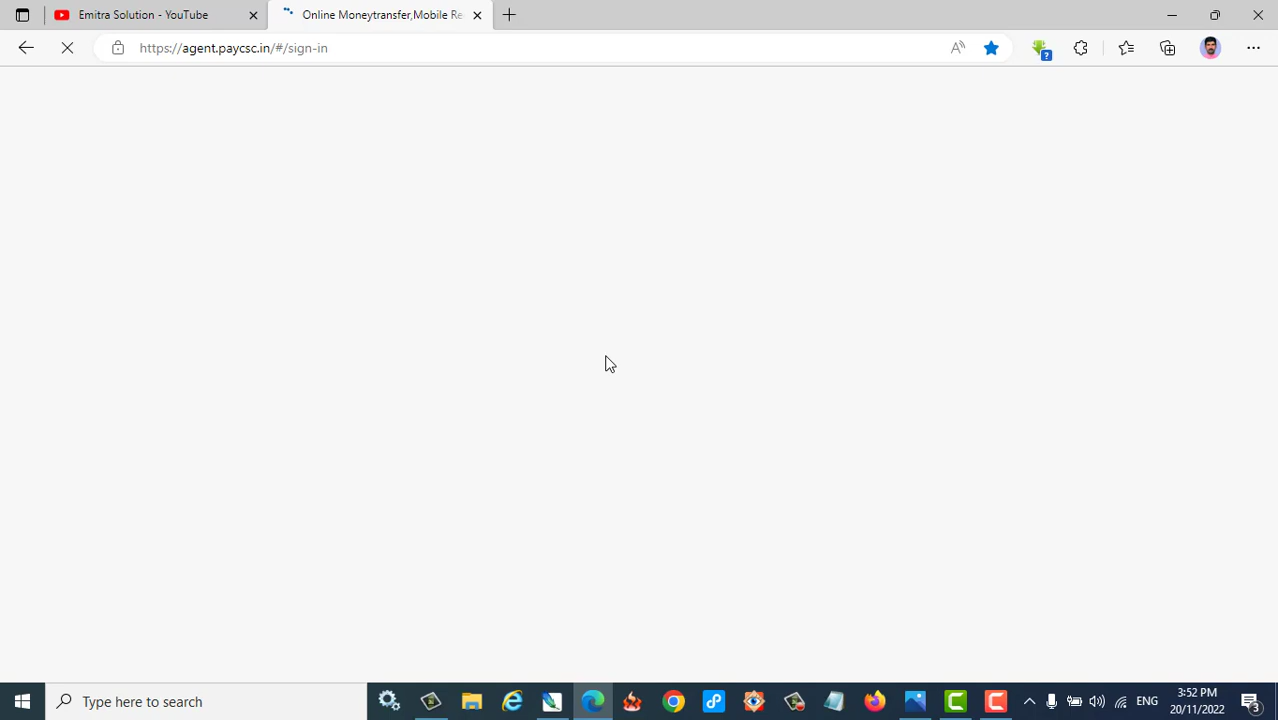 Emitra Solution - YouTube
Online Moneytransfer,Mobile Re
https://agent.paycsc.in/#/sign-in
Type here to search
ENG
3:52 PM
20/11/2022
3